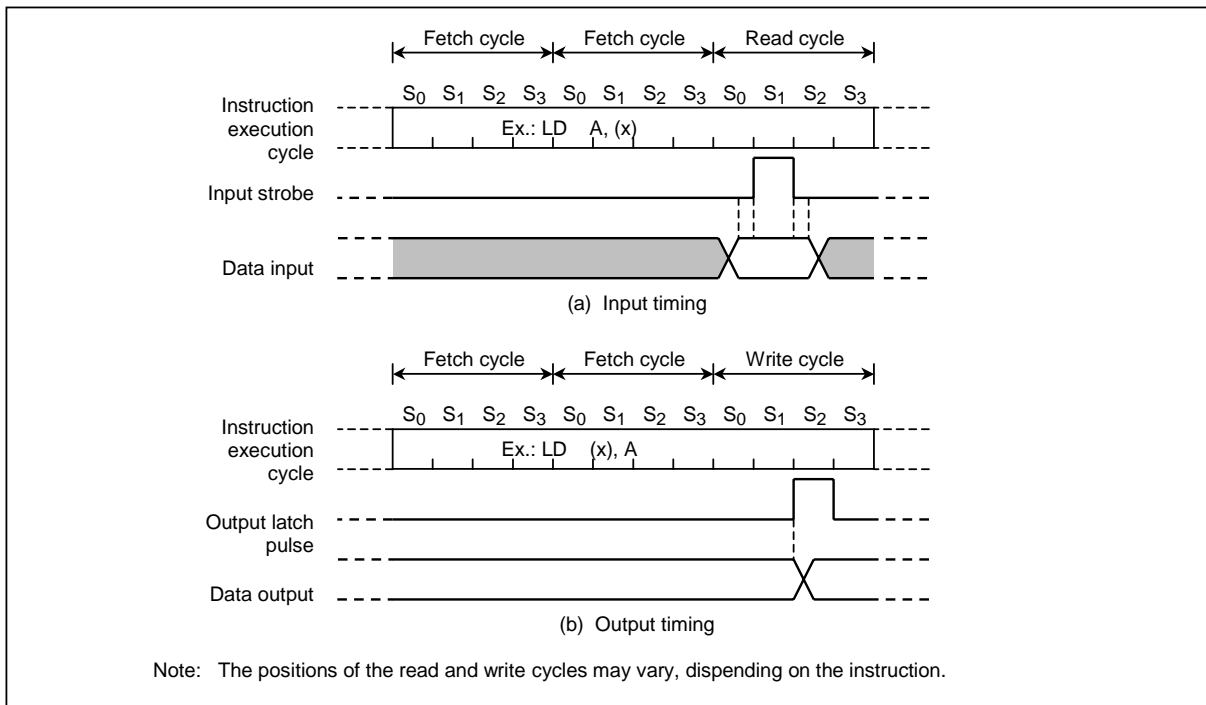 Fetch cycle Fetch cycle Read cycle
S0 S1 S2 S3 S0 S1 S2 S3 S0 S1 S2 S3
Instruction
execution
cycle
Ex.: LD A, (x)
Input strobe
Data input
(a) Input timing
Fetch cycle Fetch cycle Write cycle
S0 S1 S2 S3 S0 S1 S2 S3 S0 S1 S2 S3
Instruction
execution
cycle
Ex.: LD (x), A
Output latch
pulse
Data output
(b) Output timing
Note: The positions of the read and write cycles may vary, dispending on the instruction.